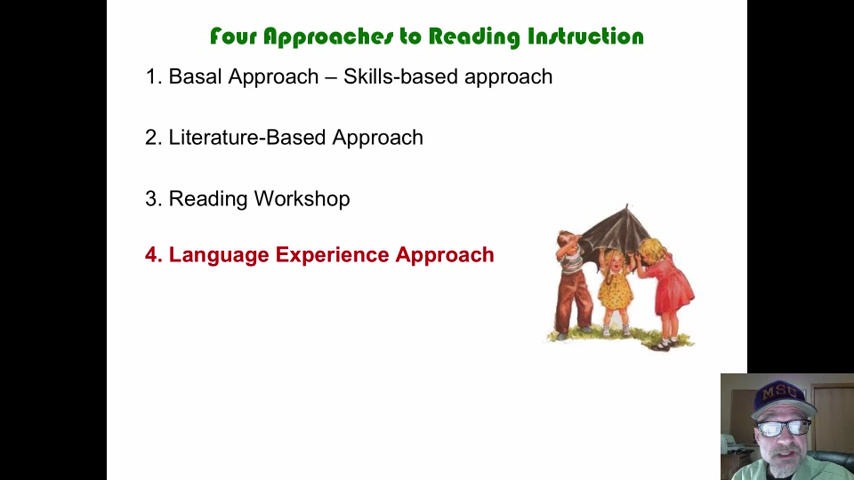 Four Approaches to Reading Instruction
1. Basal Approach – Skills-based approach
2. Literature-Based Approach
3. Reading Workshop
4. Language Experience Approach
MSU